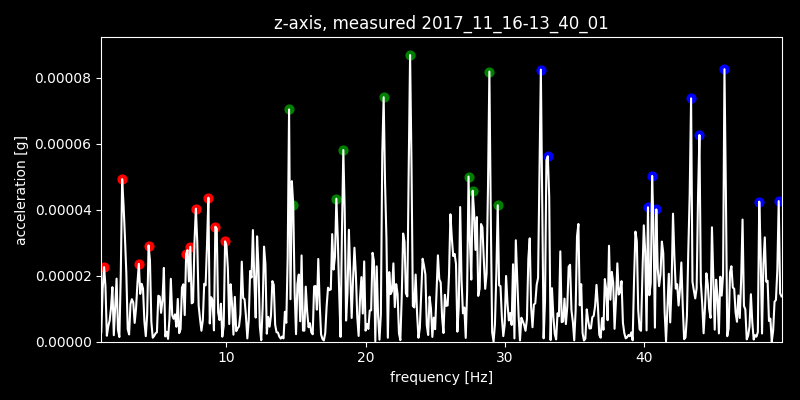 z-axis, measured 2017_11_16-13_40_01
0.00008
0.00006
0.00004
0.00002
0.00000
acceleration [g]
10 20 30 40
frequency [Hz]